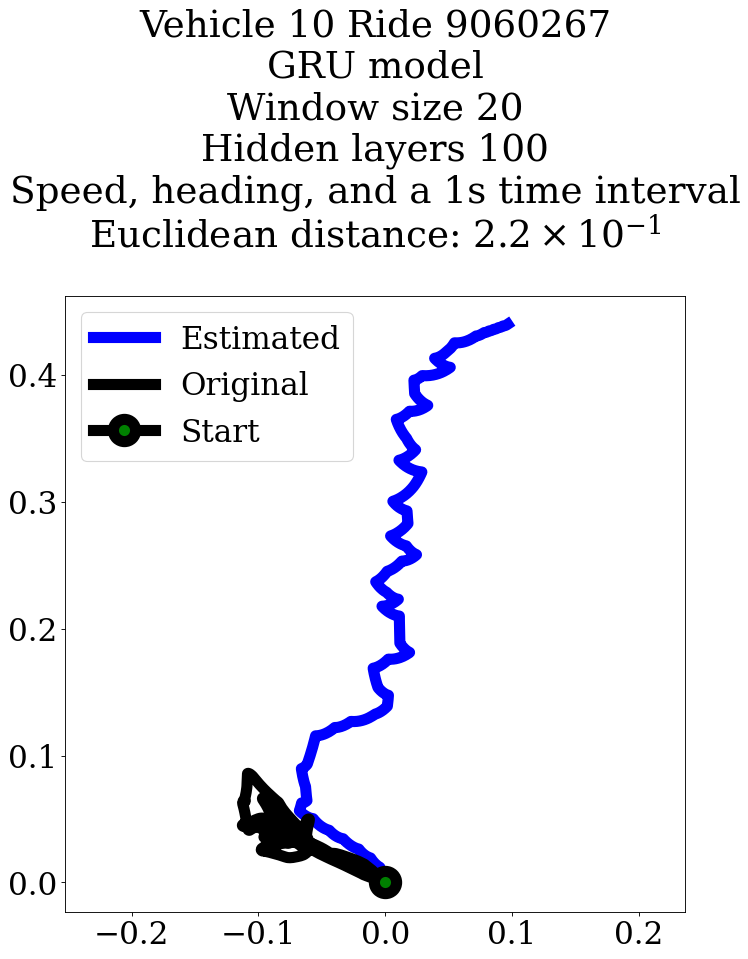 Vehicle 10 Ride 9060267
GRU model
Window size 20
Hidden layers 100
Speed, heading, and a 1s time interval
Euclidean distance: 2.2 × 10⁻¹
Estimated
Original
Start
0.4
0.3
0.2
0.1
0.0
−0.2 −0.1 0.0 0.1 0.2